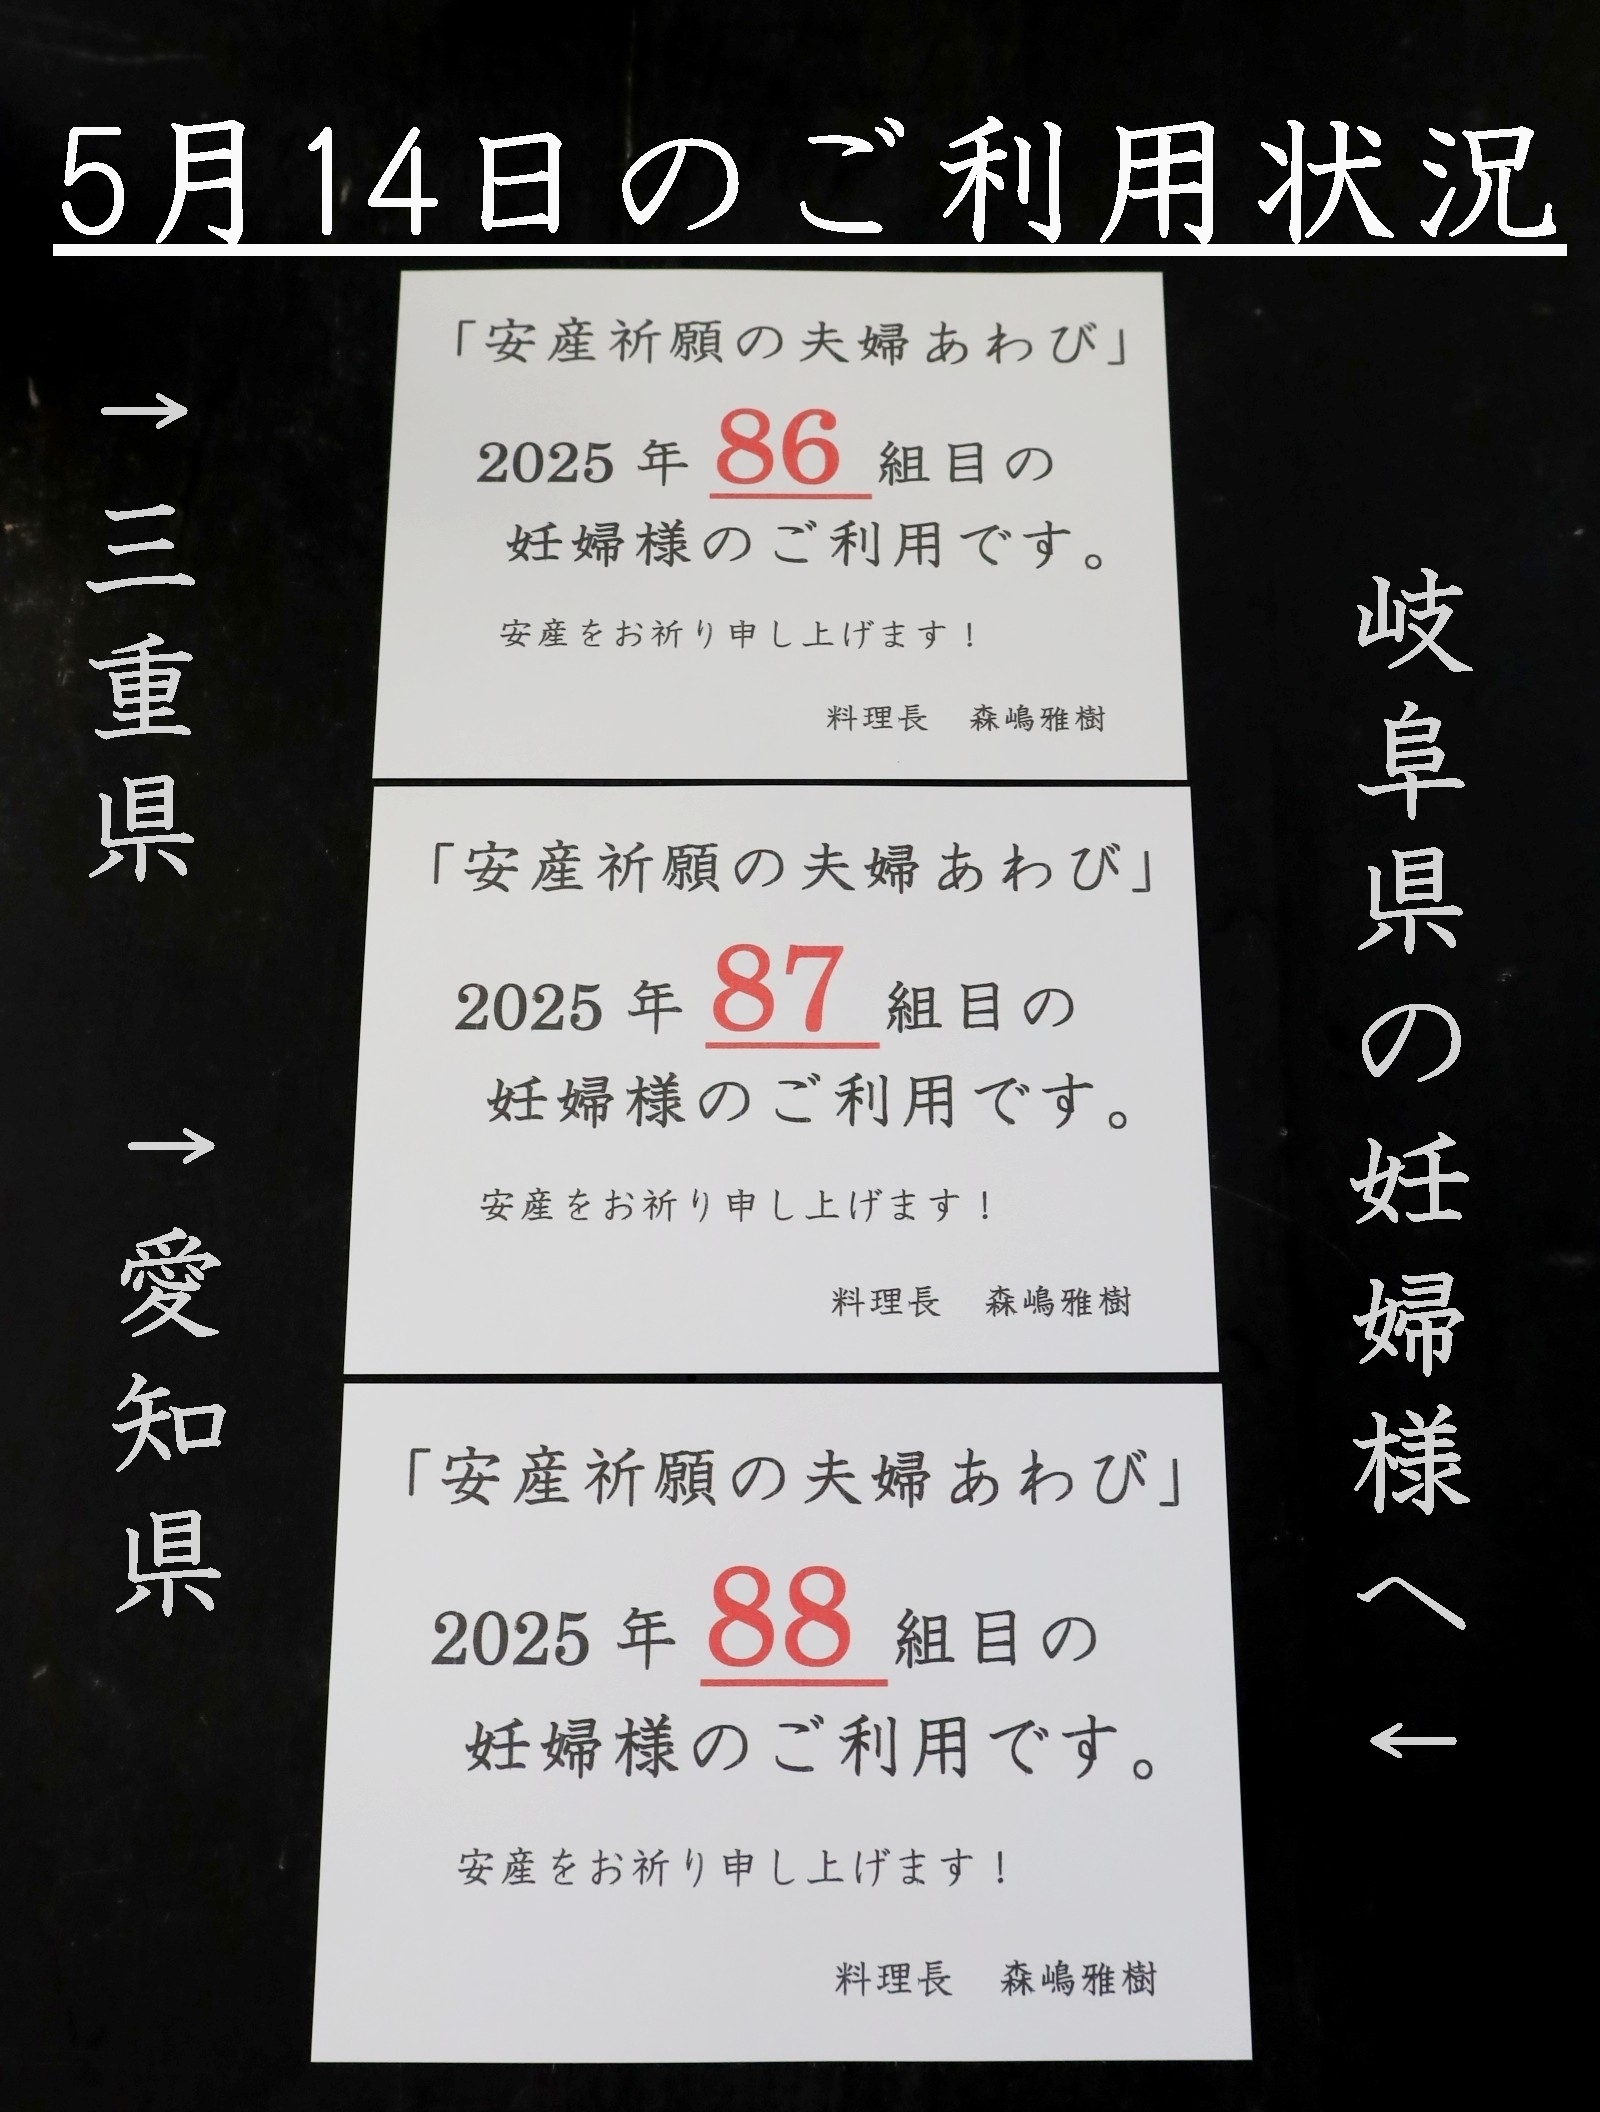 5月14日のご利用状況
→三重県
「安産祈願の夫婦あわび」
2025年 86 組目の
妊婦様のご利用です。
安産をお祈り申し上げます！
料理長　森嶋雅樹
「安産祈願の夫婦あわび」
2025年 87 組目の
妊婦様のご利用です。
安産をお祈り申し上げます！
料理長　森嶋雅樹
→愛知県
「安産祈願の夫婦あわび」
2025年 88 組目の
妊婦様のご利用です。
安産をお祈り申し上げます！
料理長　森嶋雅樹
岐阜県の妊婦様へ ←